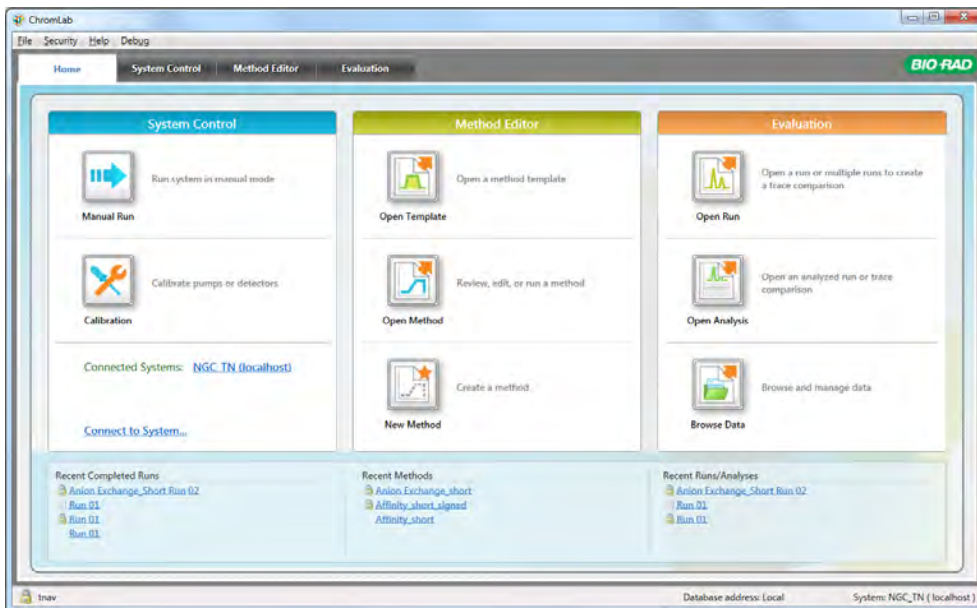 ChromLab
File Security Help Debug
Home System Control Method Editor Evaluation
BIO-RAD
System Control
Manual Run
Run system in manual mode
Calibration
Calibrate pumps or detectors
Connected Systems: NGC_TN (localhost)
Connect to System...
Method Editor
Open Template
Open a method template
Open Method
Review, edit, or run a method
New Method
Create a method
Evaluation
Open Run
Open a run or multiple runs to create
a trace comparison
Open Analysis
Open an analyzed run or trace
comparison
Browse Data
Browse and manage data
Recent Completed Runs
Anion Exchange_Short Run 02
Run 01
Run 01
Run 01
Recent Methods
Anion Exchange_short
Affinity_short_signed
Affinity_short
Recent Runs/Analyses
Anion Exchange_Short Run 02
Run 01
Run 01
tnav
Database address: Local
System: NGC_TN ( localhost )